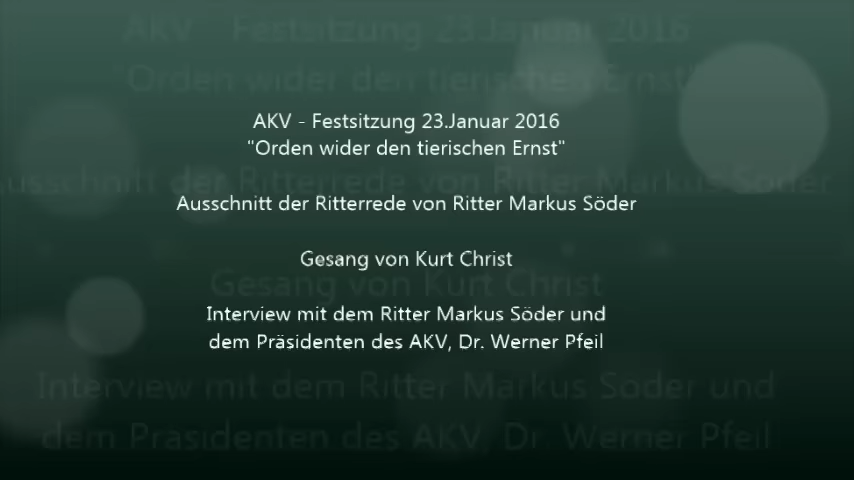 AKV - Festsitzung 23.Januar 2016
"Orden wider den tierischen Ernst"
Ausschnitt der Ritterrede von Ritter Markus Söder
Gesang von Kurt Christ
Interview mit dem Ritter Markus Söder und
dem Präsidenten des AKV, Dr. Werner Pfeil